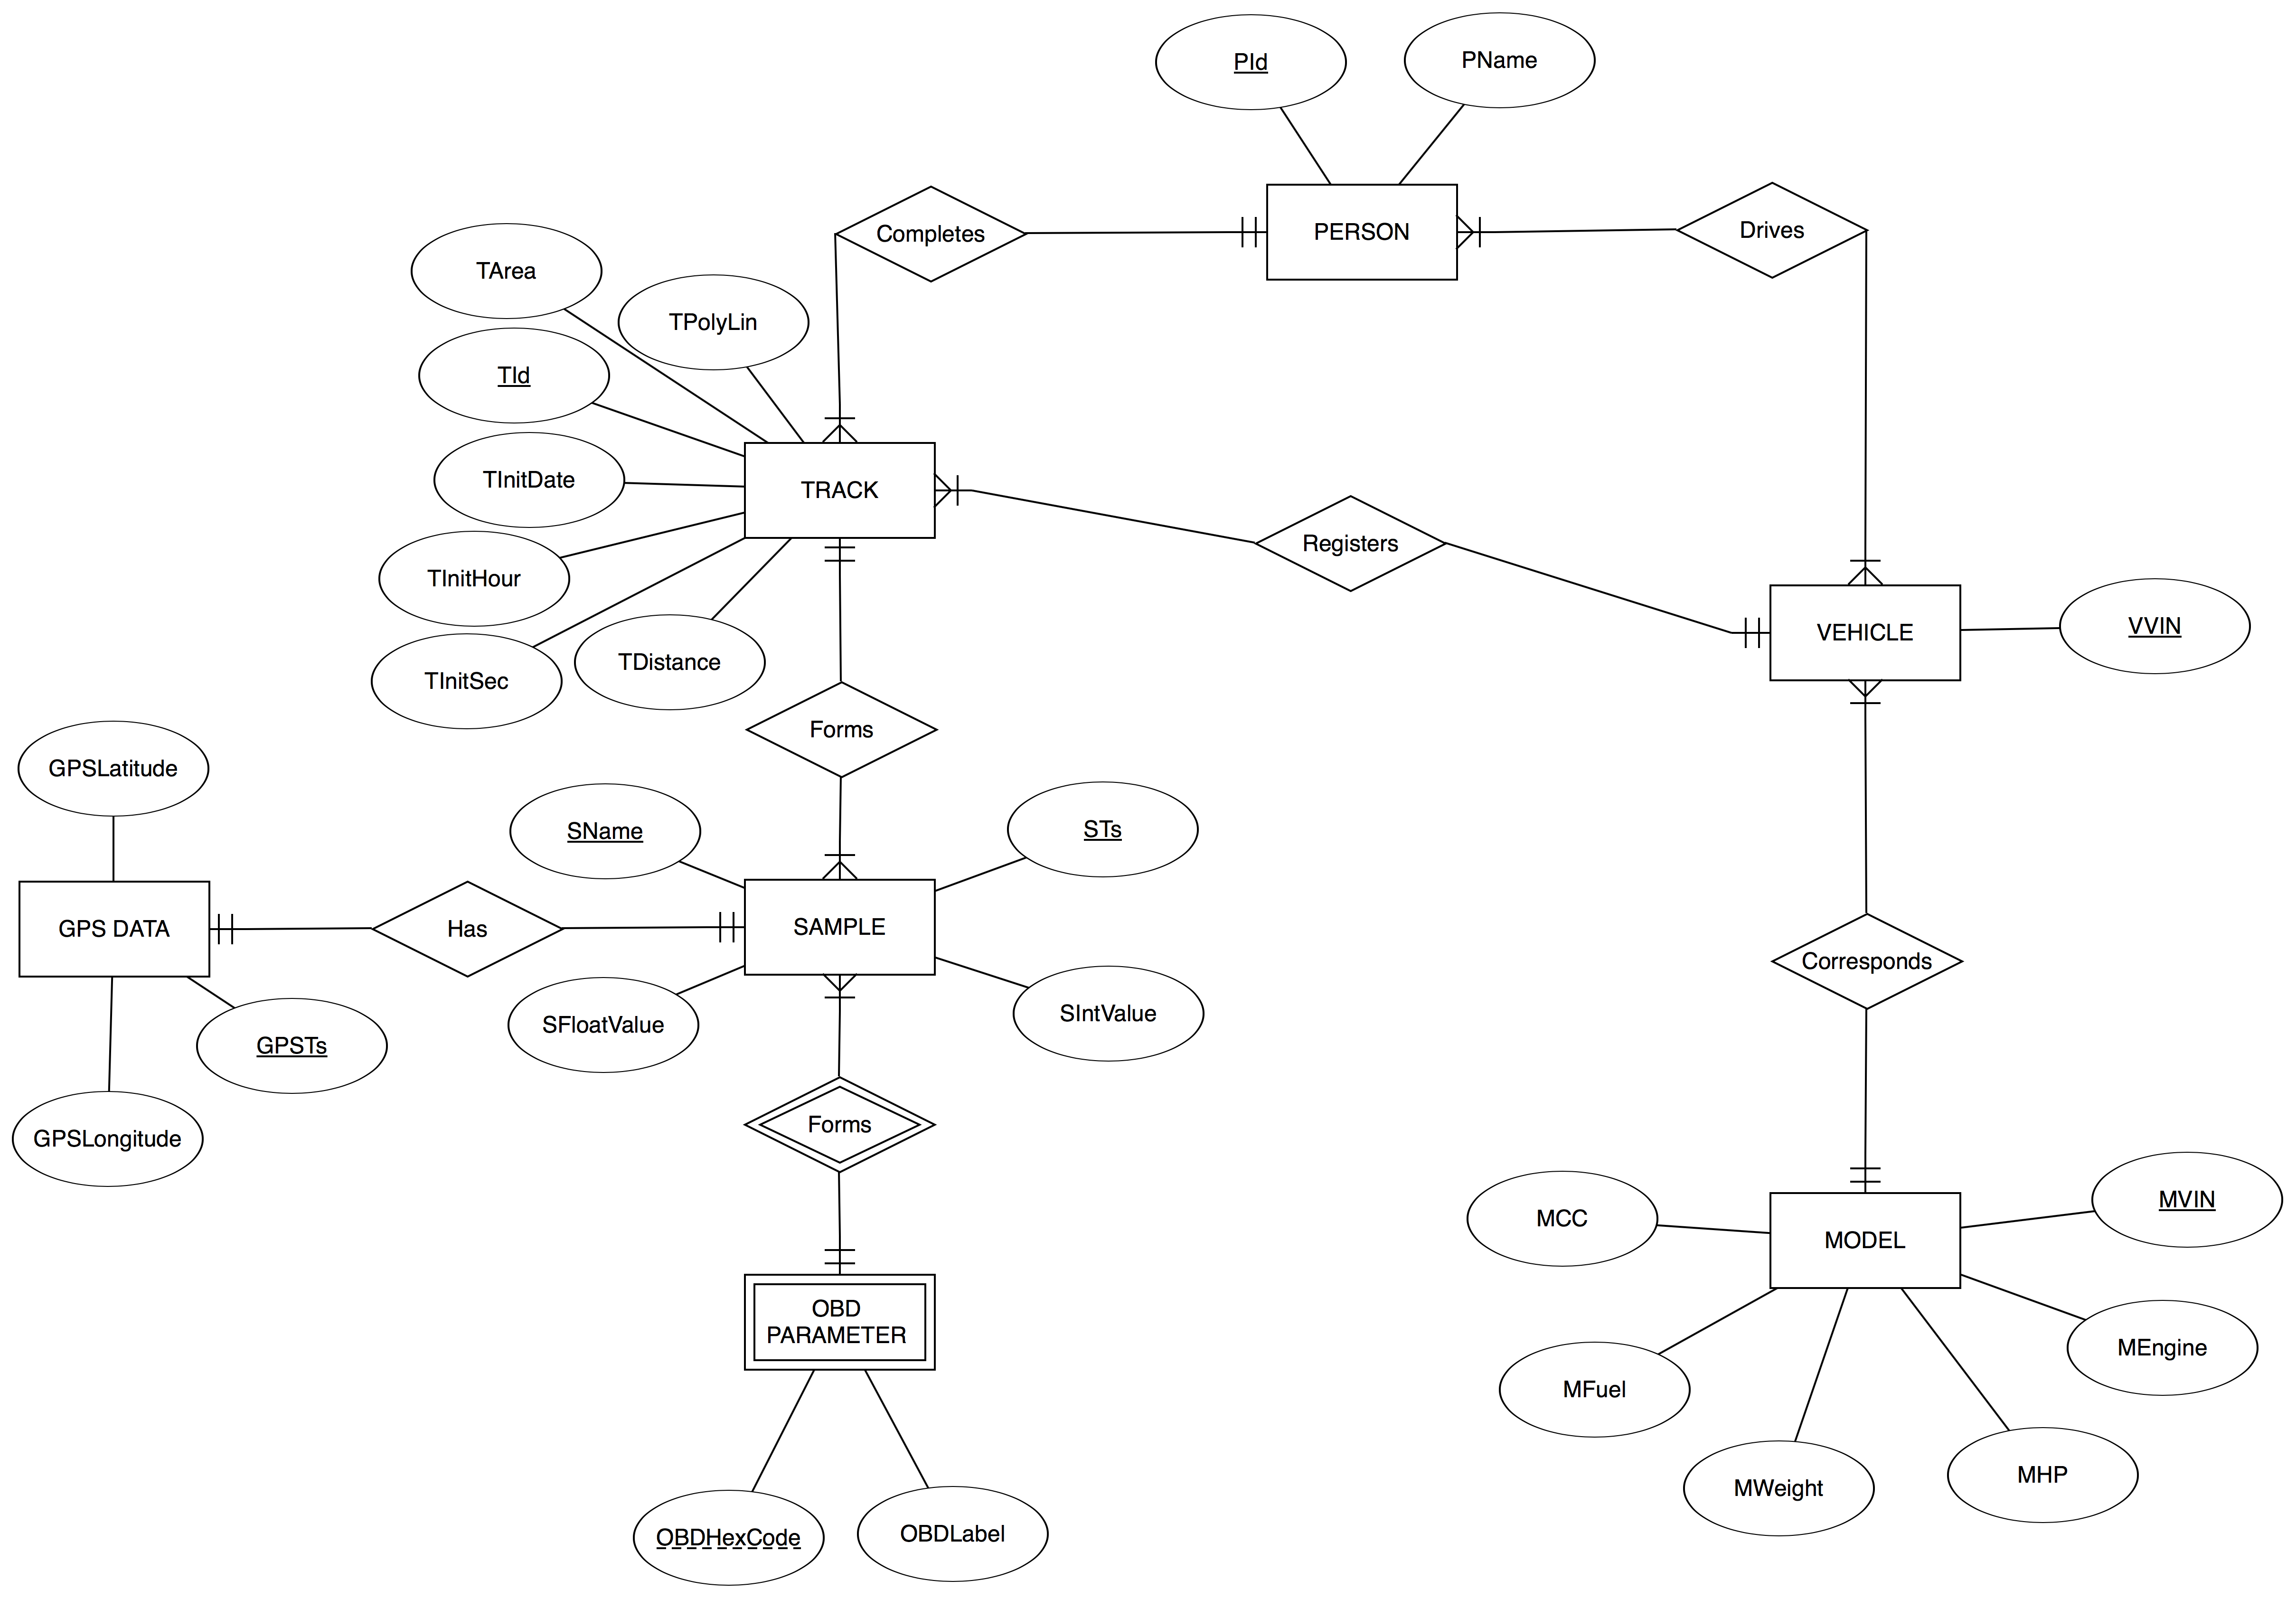 PId
PName
Completes
PERSON
Drives
TArea
TPolyLin
TId
TInitDate
TRACK
TInitHour
Registers
TInitSec
TDistance
VEHICLE
VVIN
Forms
GPSLatitude
SName
STs
GPS DATA
Has
SAMPLE
Corresponds
SFloatValue
SIntValue
GPSTs
GPSLongitude
Forms
MCC
MODEL
MVIN
OBD
PARAMETER
MFuel
MEngine
MWeight
MHP
OBDHexCode
OBDLabel